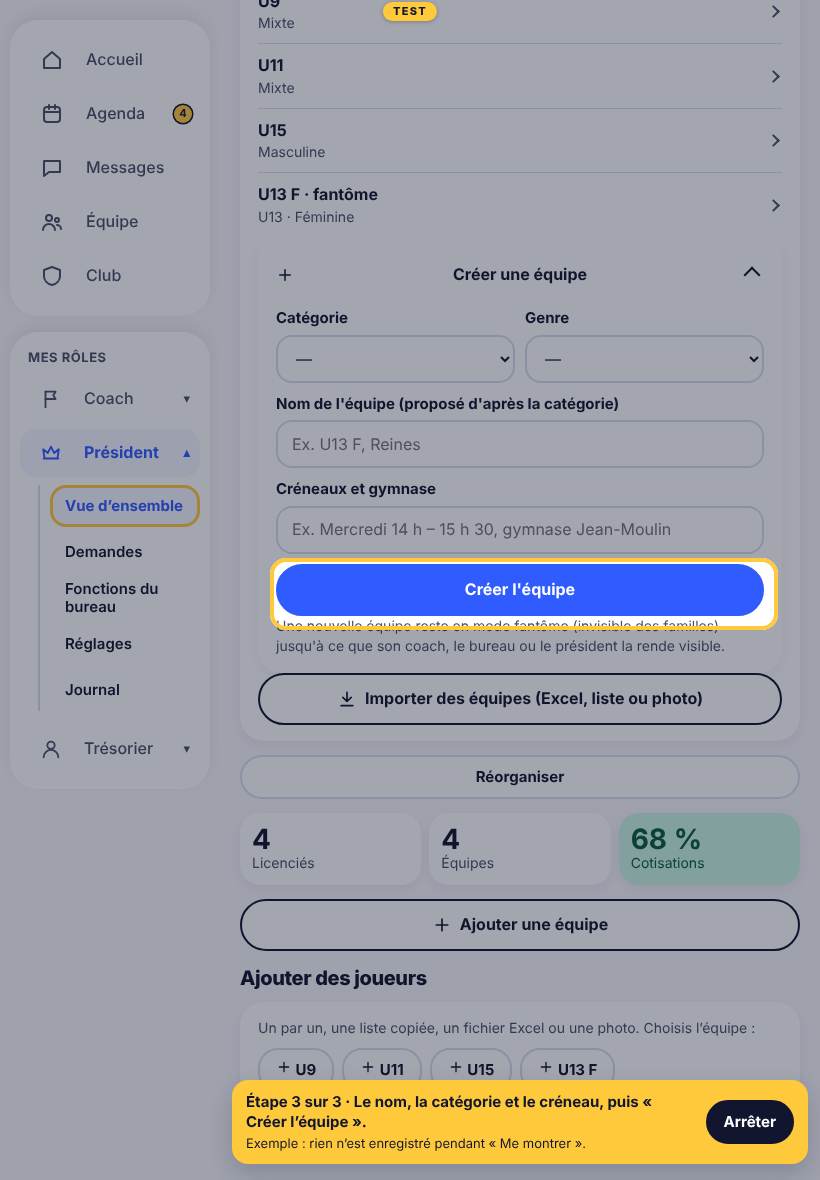 Accueil
Agenda
4
Messages
Équipe
Club
MES RÔLES
Coach
Président
Vue d’ensemble
Demandes
Fonctions du
bureau
Réglages
Journal
Trésorier
TEST
U9
Mixte
U11
Mixte
U15
Masculine
U13 F · fantôme
U13 · Féminine
+ Créer une équipe
Catégorie
Genre
—
—
Nom de l'équipe (proposé d'après la catégorie)
Ex. U13 F, Reines
Créneaux et gymnase
Ex. Mercredi 14 h – 15 h 30, gymnase Jean-Moulin
Créer l'équipe
Une nouvelle équipe reste en mode fantôme (invisible des familles)
jusqu'à ce que son coach, le bureau ou le président la rende visible.
Importer des équipes (Excel, liste ou photo)
Réorganiser
4
Licenciés
4
Équipes
68 %
Cotisations
+ Ajouter une équipe
Ajouter des joueurs
Un par un, une liste copiée, un fichier Excel ou une photo. Choisis l’équipe :
+ U9
+ U11
+ U15
+ U13 F
Étape 3 sur 3 · Le nom, la catégorie et le créneau, puis «
Créer l’équipe ».
Exemple : rien n’est enregistré pendant « Me montrer ».
Arrêter